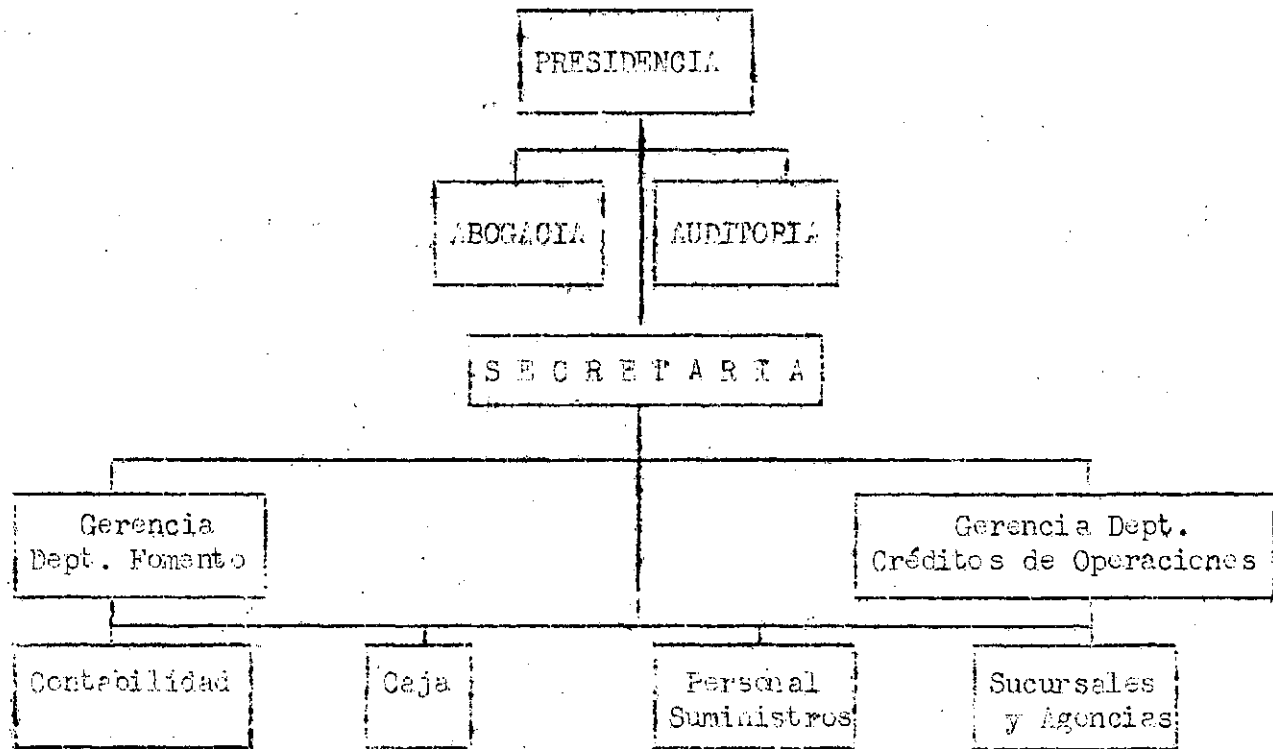 PRESIDENCIA
ABOGACIA
AUDITORIA
S E C R E T A R I A
Gerencia
Dept. Fomento
Gerencia Dept.
Créditos de Operaciones
Contabilidad
Caja
Personal
Suministros
Sucursales
y Agencias